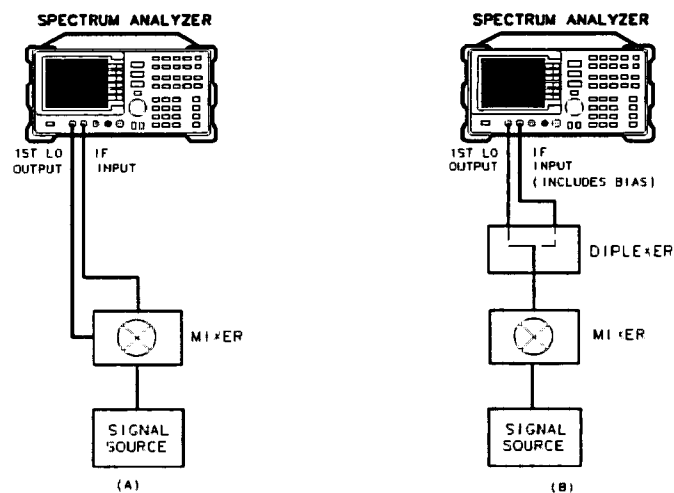 SPECTRUM ANALYZER
1ST LO
OUTPUT
IF
INPUT
MIXER
SIGNAL
SOURCE
(A)
SPECTRUM ANALYZER
1ST LO
OUTPUT
IF
INPUT
(INCLUDES BIAS)
DIPLEXER
MIXER
SIGNAL
SOURCE
(B)